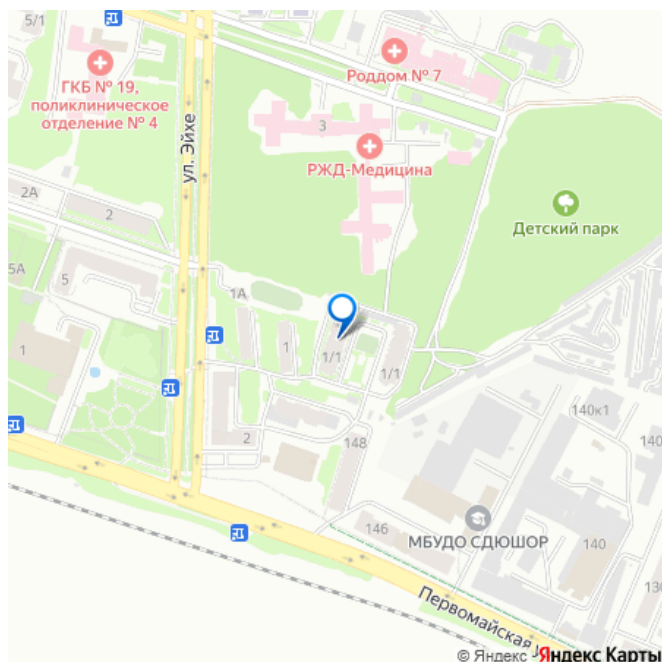 5/1
ГКБ № 19,
поликлиническое
отделение № 4
Роддом № 7
ул. Эйхе
3
РЖД-Медицина
2А
2
Детский парк
5А
5
1А
1
1
1/1
1/1
140к1
2
148
146
МБУДО СДЮШОР
140
130
Первомайская у
© Яндекс Яндекс Карты